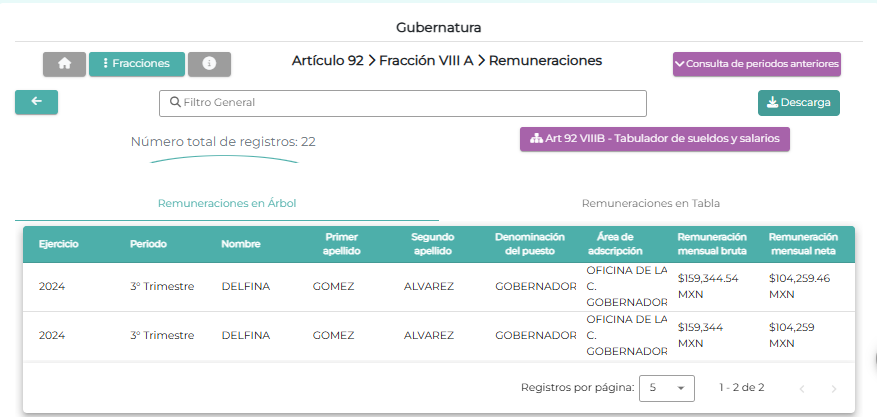 Gubernatura
Fracciones
Artículo 92 > Fracción VIII A > Remuneraciones
Consulta de periodos anteriores
Filtro General
Descarga
Número total de registros: 22
Art 92 VIIIB - Tabulador de sueldos y salarios
Remuneraciones en Árbol
Remuneraciones en Tabla
Ejercicio Periodo Nombre Primer apellido Segundo apellido Denominación del puesto Área de adscripción Remuneración mensual bruta Remuneración mensual neta
2024 3° Trimestre DELFINA GOMEZ ALVAREZ GOBERNADOR OFICINA DE LA C. GOBERNADOR $159,344.54 MXN $104,259.46 MXN
2024 3° Trimestre DELFINA GOMEZ ALVAREZ GOBERNADOR OFICINA DE LA C. GOBERNADOR $159,344 MXN $104,259 MXN
Registros por página: 5 1 - 2 de 2